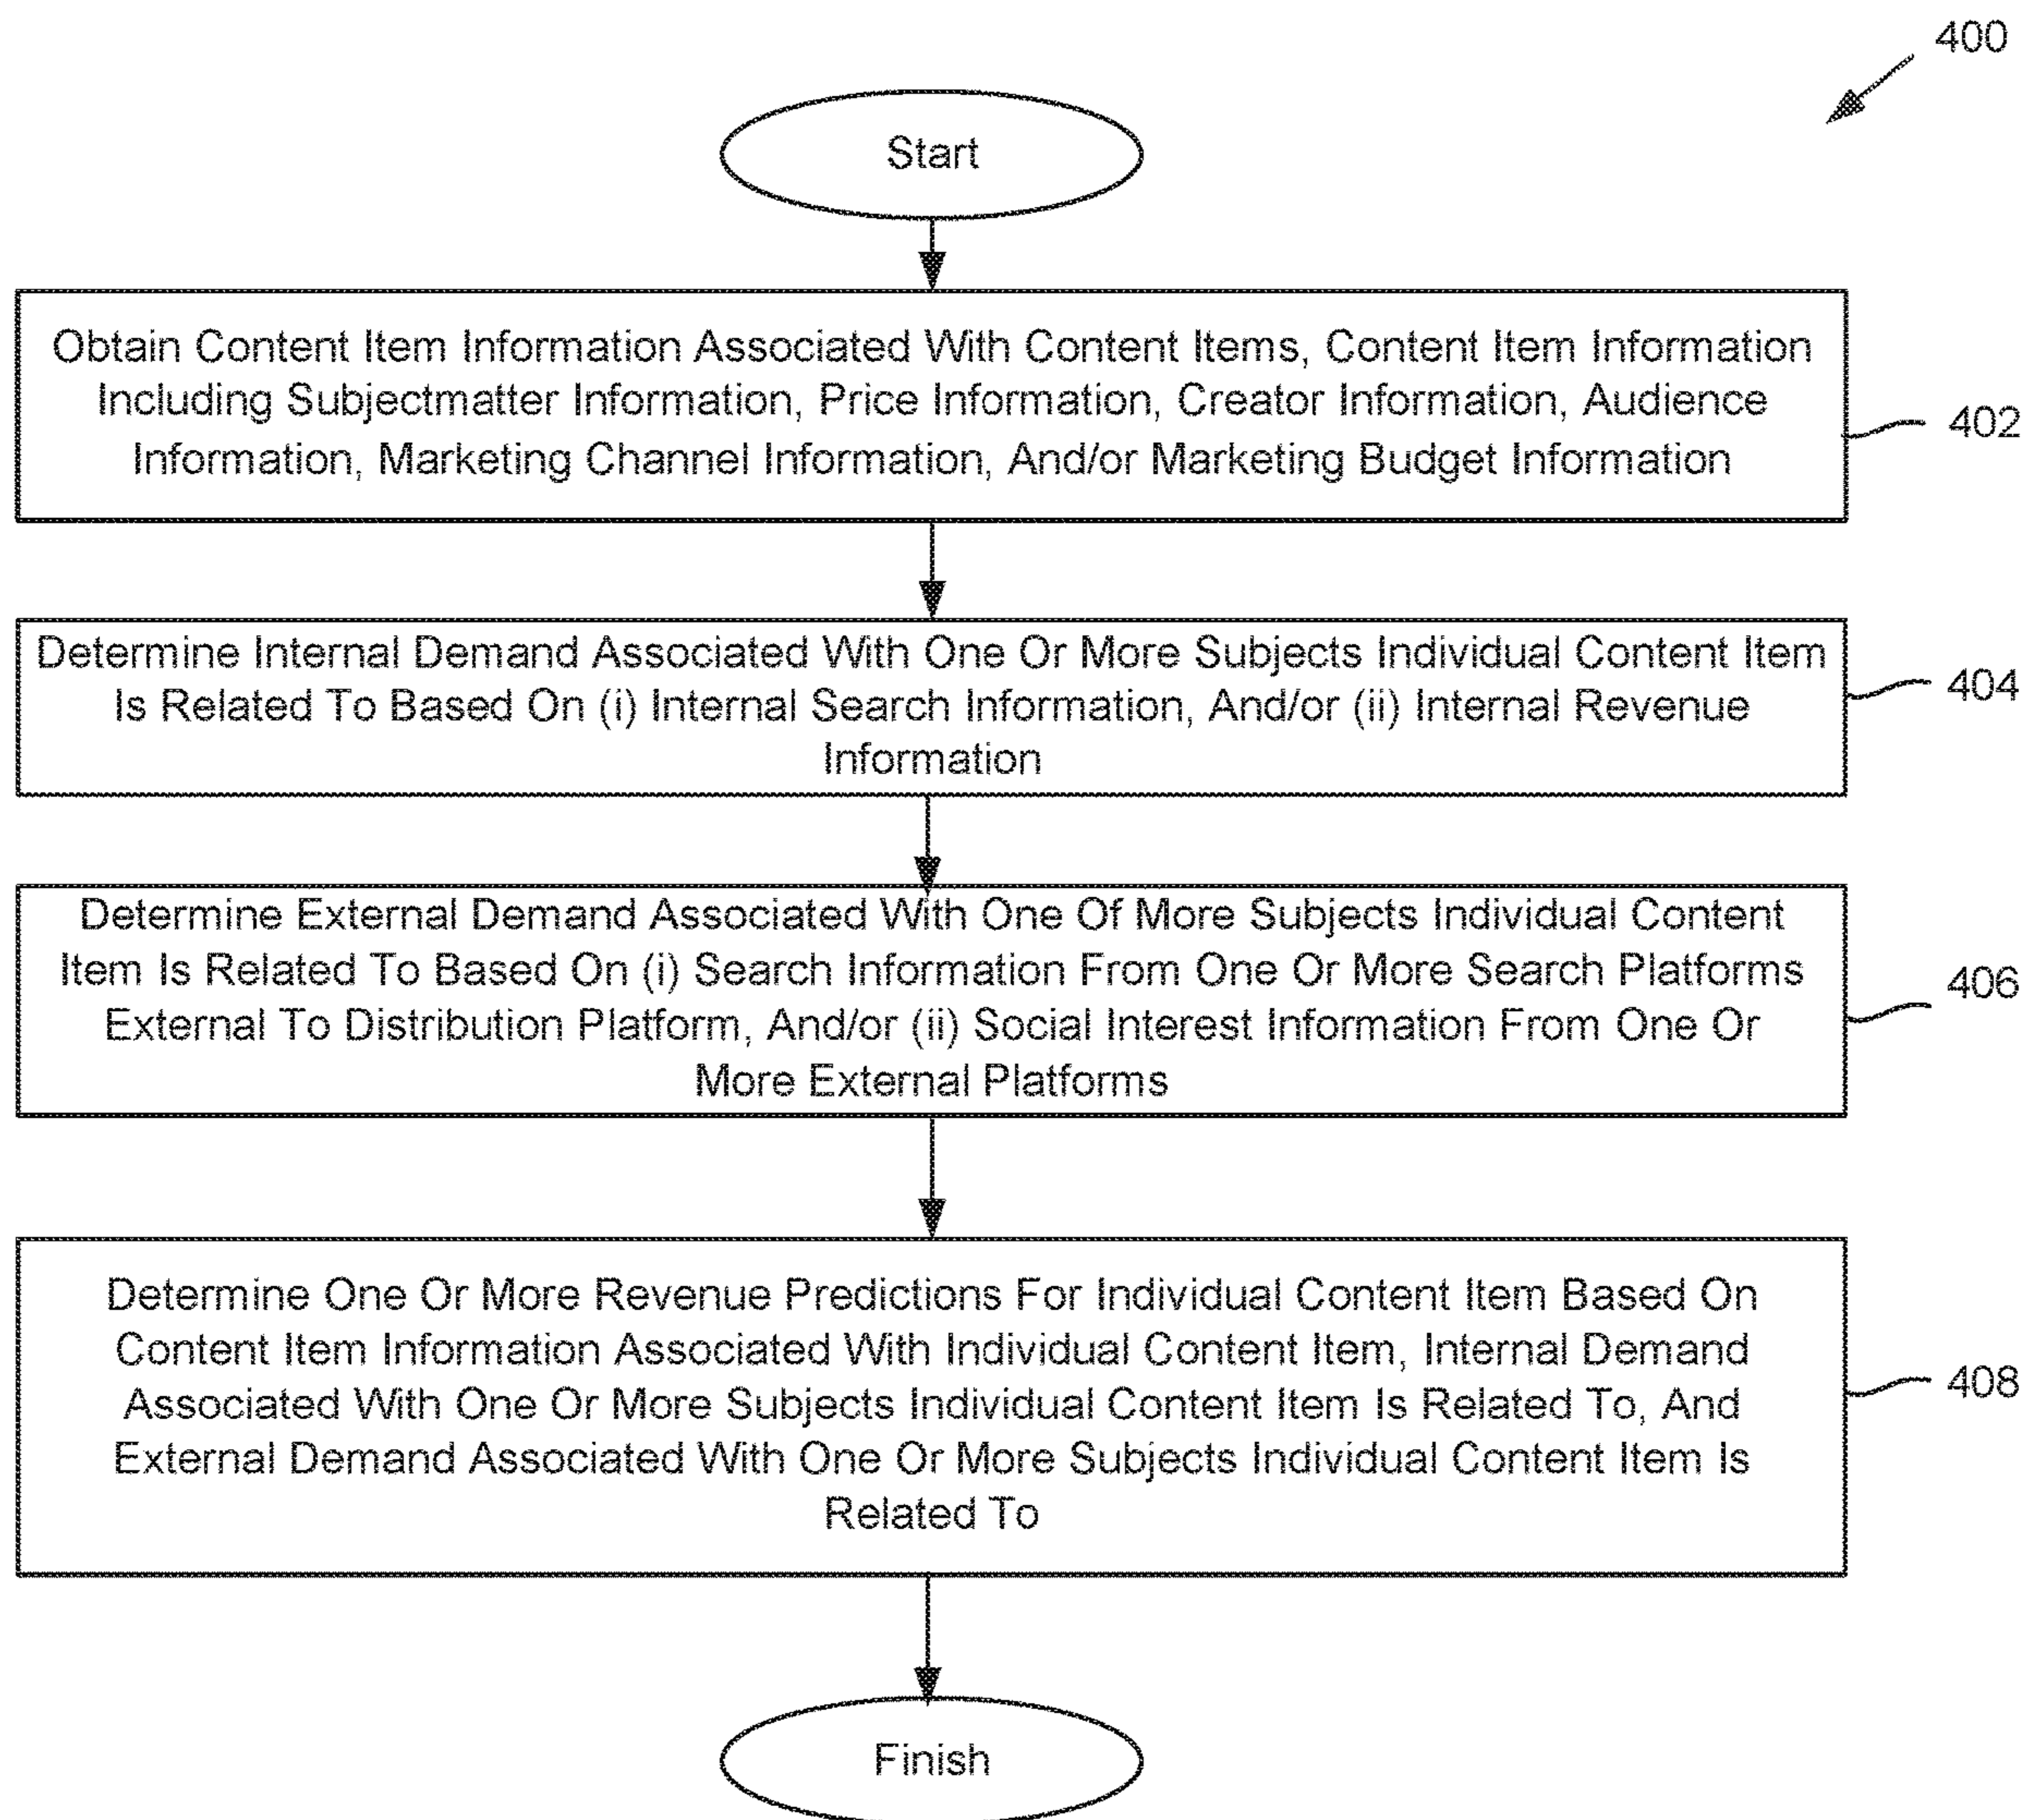 400
Start
Obtain Content Item Information Associated With Content Items, Content Item Information
Including Subjectmatter Information, Price Information, Creator Information, Audience
Information, Marketing Channel Information, And/or Marketing Budget Information
402
Determine Internal Demand Associated With One Or More Subjects Individual Content Item
Is Related To Based On (i) Internal Search Information, And/or (ii) Internal Revenue
Information
404
Determine External Demand Associated With One Of More Subjects Individual Content
Item Is Related To Based On (i) Search Information From One Or More Search Platforms
External To Distribution Platform, And/or (ii) Social Interest Information From One Or
More External Platforms
406
Determine One Or More Revenue Predictions For Individual Content Item Based On
Content Item Information Associated With Individual Content Item, Internal Demand
Associated With One Or More Subjects Individual Content Item Is Related To, And
External Demand Associated With One Or More Subjects Individual Content Item Is
Related To
408
Finish